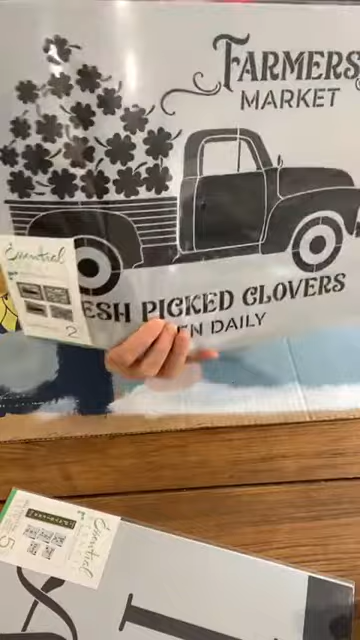 FARMERS
MARKET
Essential
2
ESH PICKED CLOVERS
EN DAILY
Essential
5